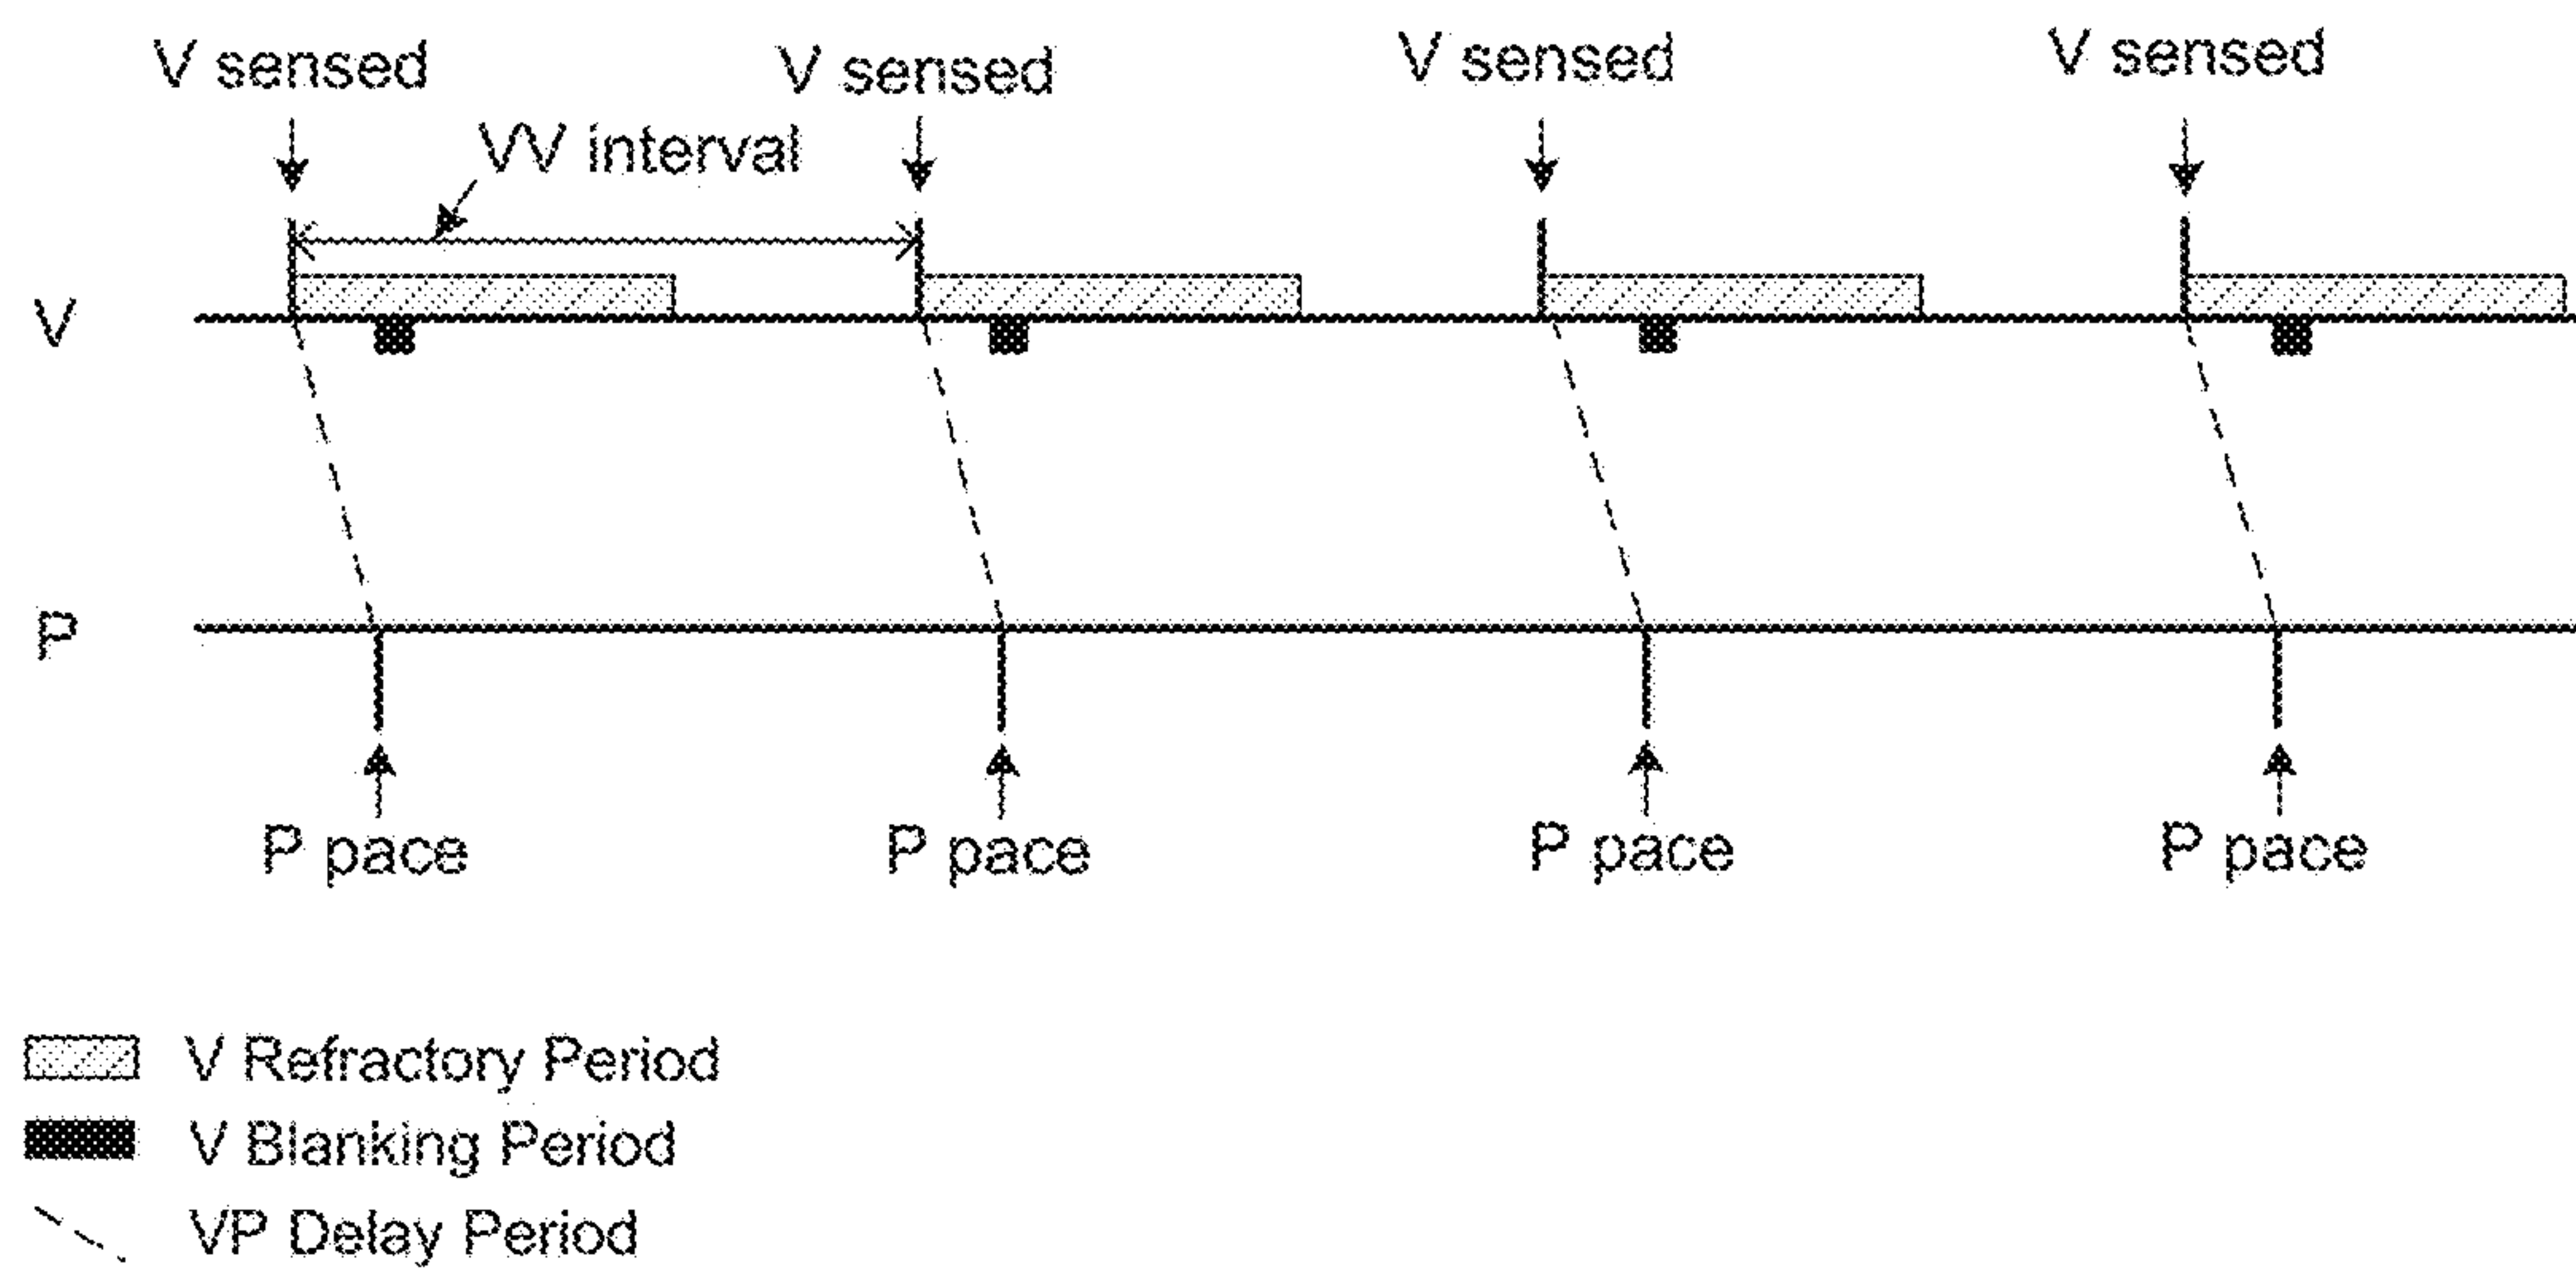 V sensed
V sensed
V sensed
V sensed
VV interval
V
P
P pace
P pace
P pace
P pace
V Refractory Period
V Blanking Period
VP Delay Period